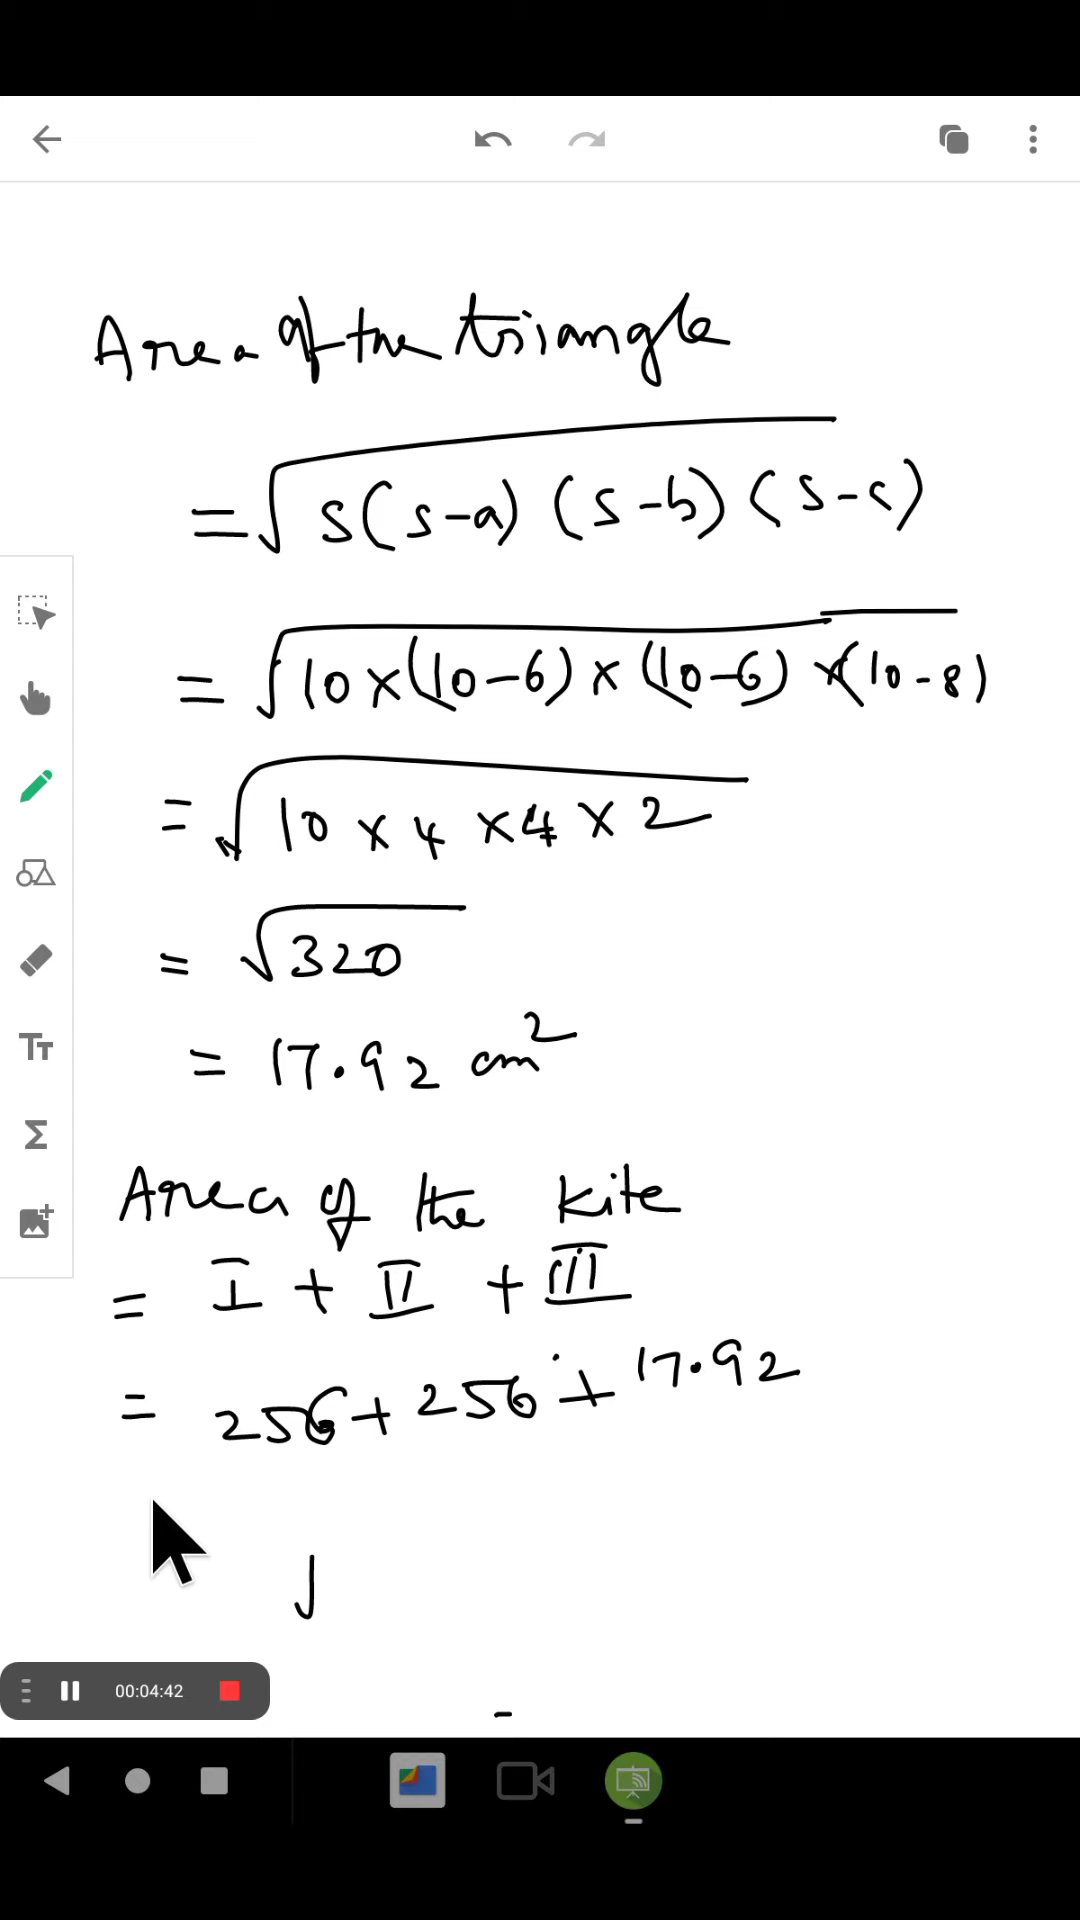 Area of the triangle
= √s(s-a) (s-b) (s-c)
= √10×(10-6)×(10-6)×(10-8)
= √10 × 4 × 4 × 2
= √320
= 17.92 cm²
Area of the kite
= I + II + III
= 256 + 256 + 17.92
Tт
Σ
00:04:42